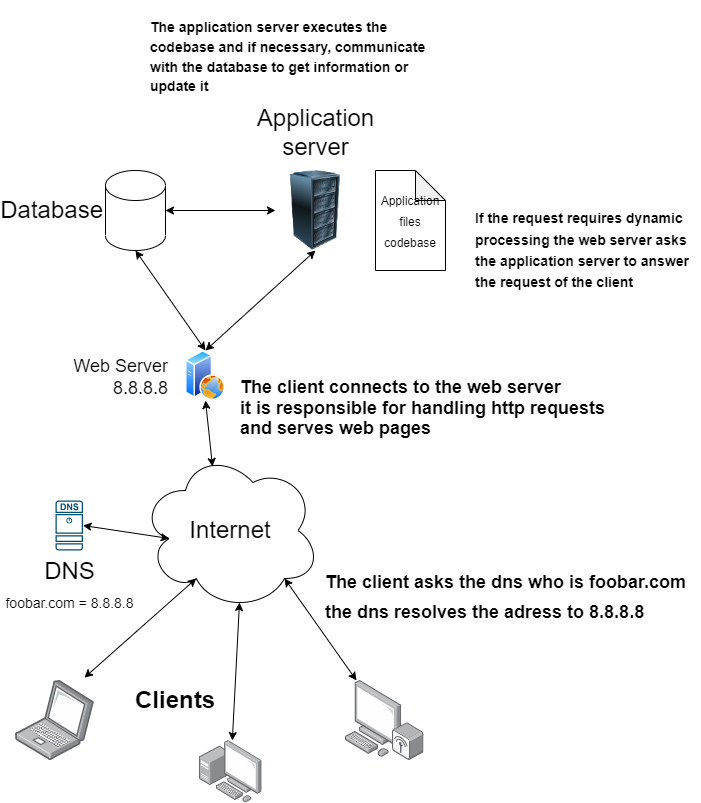 The application server executes the
codebase and if necessary, communicate
with the database to get information or
update it
Application
server
Database
Application
files
codebase
If the request requires dynamic
processing the web server asks
the application server to answer
the request of the client
Web Server
8.8.8.8
The client connects to the web server
it is responsible for handling http requests
and serves web pages
DNS
Internet
DNS
foobar.com = 8.8.8.8
The client asks the dns who is foobar.com
the dns resolves the adress to 8.8.8.8
Clients